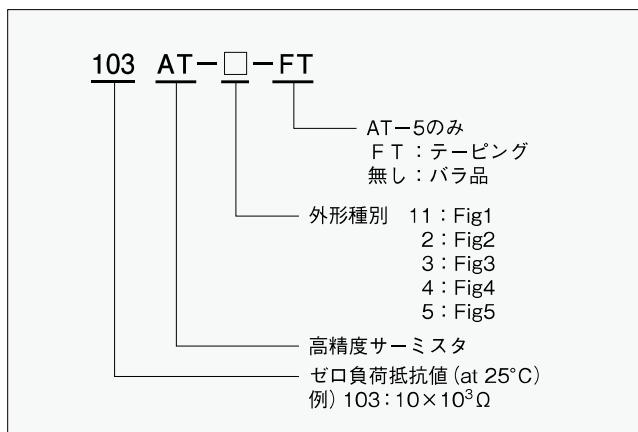 103 AT－□－FT
AT－5のみ
ＦＴ：テーピング
無し：バラ品
外形種別 11：Fig1
2：Fig2
3：Fig3
4：Fig4
5：Fig5
高精度サーミスタ
ゼロ負荷抵抗値 (at 25°C)
例) 103：10×10³Ω